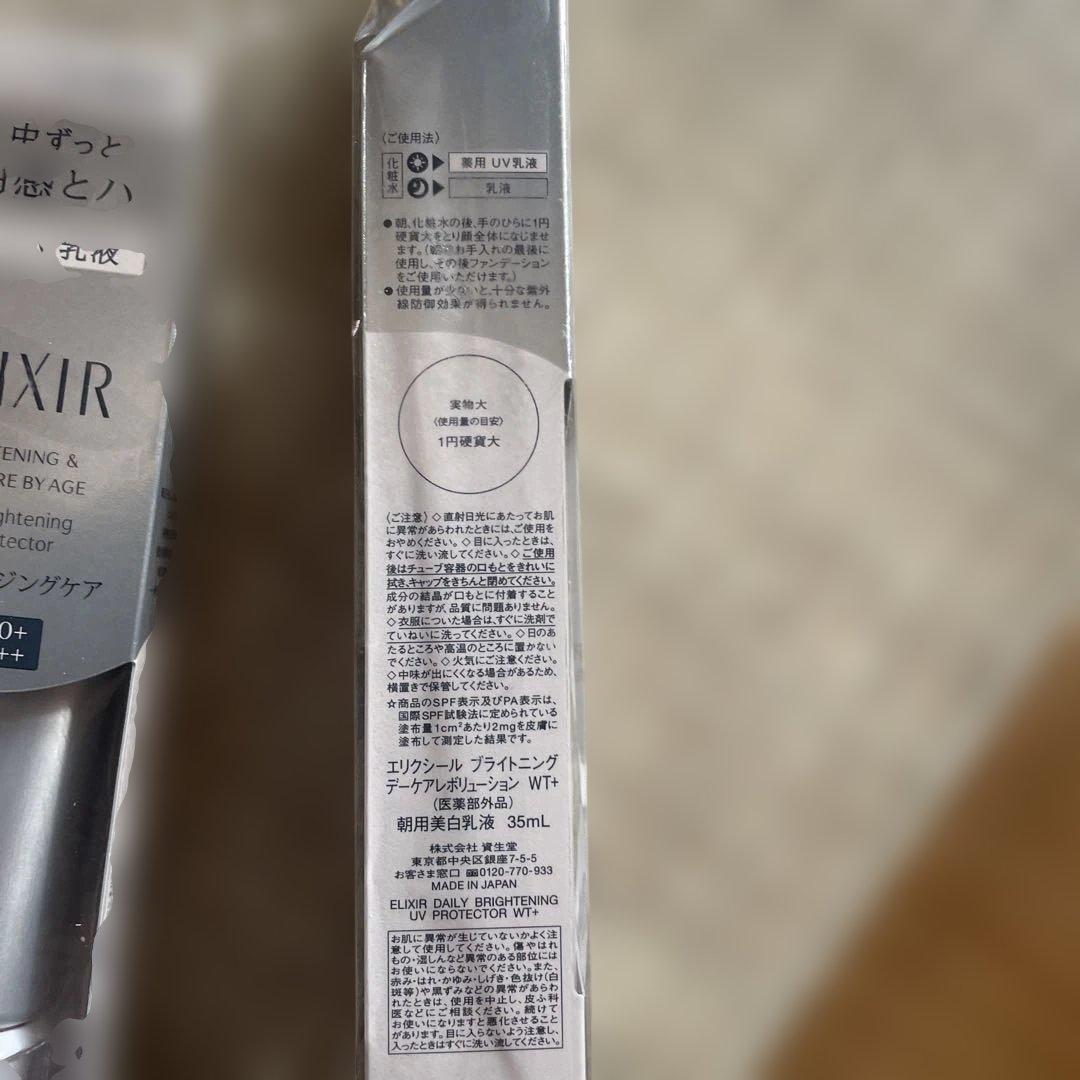 中ずっと
とハ
乳液
IXIR
ENING &
RE BY AGE
ghtening
tector
ジングケア
0+
++
〈ご使用法〉
化粧水
薬用 UV乳液
乳液
●朝、化粧水の後、手のひらに1円
硬貨大をとり顔全体になじませ
ます。(お手入れの最後に
使用し、その後ファンデーション
をご使用いただけます。)
●使用量が少ないと、十分な紫外
線防御効果が得られません。
実物大
〈使用量の目安〉
1円硬貨大
〈ご注意〉◇直射日光にあたってお肌
に異常があらわれたときには、ご使用を
おやめください。◇目に入ったときは、
すぐに洗い流してください。◇ご使用
後はチューブ容器の口もとをきれいに
拭き、キャップをきちんと閉めてください。
成分の結晶が口もとに付着すること
がありますが、品質に問題ありません。
◇衣服についた場合は、すぐに洗剤で
ていねいに洗ってください。◇日のあ
たるところや高温のところに置かない
でください。◇火気にご注意ください。
◇中味が出にくくなる場合があるため、
横置きで保管してください。
☆商品のSPF表示及びPA表示は、
国際SPF試験法に定められている
塗布量1cm²あたり2mgを皮膚に
塗布して測定した結果です。
エリクシール ブライトニング
デーケアレボリューション WT+
(医薬部外品)
朝用美白乳液 35mL
株式会社 資生堂
東京都中央区銀座7-5-5
お客さま窓口 0120-770-933
MADE IN JAPAN
ELIXIR DAILY BRIGHTENING
UV PROTECTOR WT+
お肌に異常が生じていないかよく注
意して使用してください。傷やはれ
もの・湿しんなど異常のある部位には
お使いにならないでください。また、
赤み・はれ・かゆみ・しげき・色抜け(白
斑等)や黒ずみなどの異常があらわ
れたときは、使用を中止し、皮ふ科
医などにご相談ください。続けて
お使いになりますと悪化させること
があります。目に入らないよう注意し、
入ったときはすぐに洗い流してください。